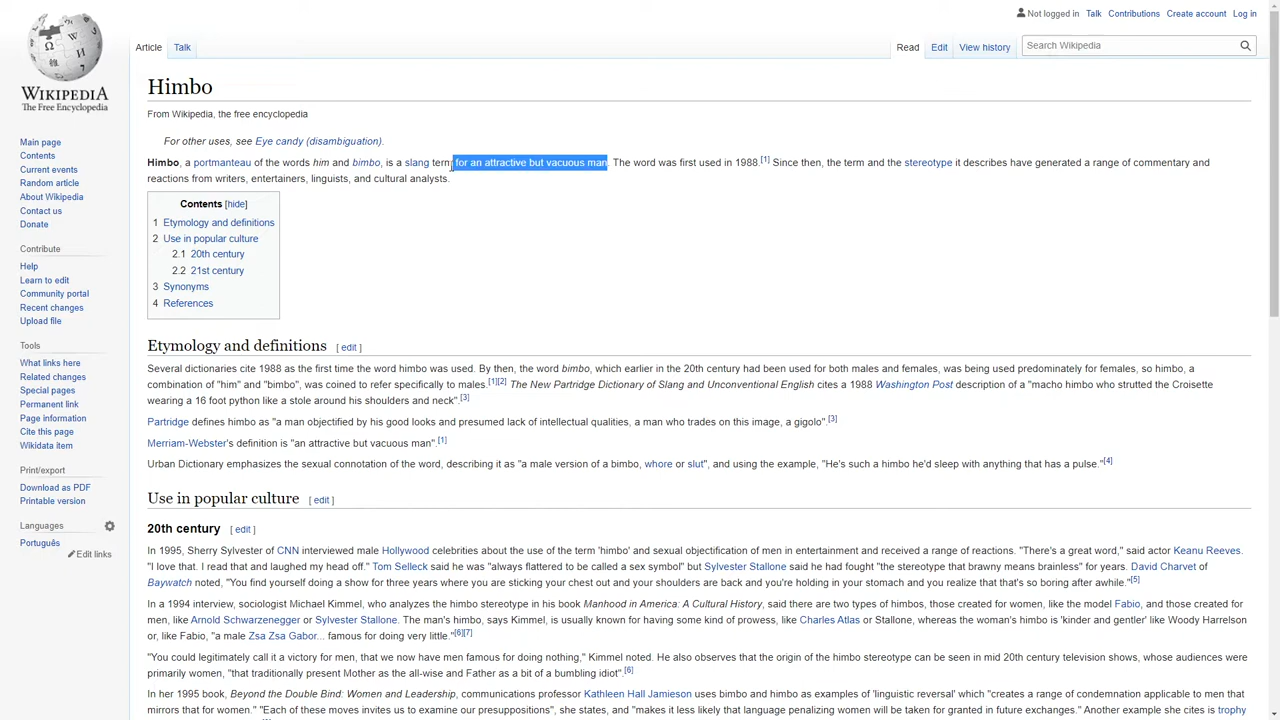 Not logged in Talk Contributions Create account Log in
Article Talk Read Edit View history Search Wikipedia
WIKIPEDIA
The Free Encyclopedia
Main page
Contents
Current events
Random article
About Wikipedia
Contact us
Donate
Contribute
Help
Learn to edit
Community portal
Recent changes
Upload file
Tools
What links here
Related changes
Special pages
Permanent link
Page information
Cite this page
Wikidata item
Print/export
Download as PDF
Printable version
Languages
Português
Edit links
Himbo
From Wikipedia, the free encyclopedia
For other uses, see Eye candy (disambiguation).
Himbo, a portmanteau of the words him and bimbo, is a slang term for an attractive but vacuous man. The word was first used in 1988.[1] Since then, the term and the stereotype it describes have generated a range of commentary and
reactions from writers, entertainers, linguists, and cultural analysts.
Contents [hide]
1 Etymology and definitions
2 Use in popular culture
2.1 20th century
2.2 21st century
3 Synonyms
4 References
Etymology and definitions [ edit ]
Several dictionaries cite 1988 as the first time the word himbo was used. By then, the word bimbo, which earlier in the 20th century had been used for both males and females, was being used predominately for females, so himbo, a
combination of "him" and "bimbo", was coined to refer specifically to males.[1][2] The New Partridge Dictionary of Slang and Unconventional English cites a 1988 Washington Post description of a "macho himbo who strutted the Croisette
wearing a 16 foot python like a stole around his shoulders and neck".[3]
Partridge defines himbo as "a man objectified by his good looks and presumed lack of intellectual qualities, a man who trades on this image, a gigolo".[3]
Merriam-Webster's definition is "an attractive but vacuous man".[1]
Urban Dictionary emphasizes the sexual connotation of the word, describing it as "a male version of a bimbo, whore or slut", and using the example, "He's such a himbo he'd sleep with anything that has a pulse."[4]
Use in popular culture [ edit ]
20th century [ edit ]
In 1995, Sherry Sylvester of CNN interviewed male Hollywood celebrities about the use of the term 'himbo' and sexual objectification of men in entertainment and received a range of reactions. "There's a great word," said actor Keanu Reeves.
"I love that. I read that and laughed my head off." Tom Selleck said he was "always flattered to be called a sex symbol" but Sylvester Stallone said he had fought "the stereotype that brawny means brainless" for years. David Charvet of
Baywatch noted, "You find yourself doing a show for three years where you are sticking your chest out and your shoulders are back and you're holding in your stomach and you realize that that's so boring after awhile."[5]
In a 1994 interview, sociologist Michael Kimmel, who analyzes the himbo stereotype in his book Manhood in America: A Cultural History, said there are two types of himbos, those created for women, like the model Fabio, and those created for
men, like Arnold Schwarzenegger or Sylvester Stallone. The man's himbo, says Kimmel, is usually known for having some kind of prowess, like Charles Atlas or Stallone, whereas the woman's himbo is 'kinder and gentler' like Woody Harrelson
or, like Fabio, "a male Zsa Zsa Gabor... famous for doing very little."[6][7]
"You could legitimately call it a victory for men, that we now have men famous for doing nothing," Kimmel noted. He also observes that the origin of the himbo stereotype can be seen in mid 20th century television shows, whose audiences were
primarily women, "that traditionally present Mother as the all-wise and Father as a bit of a bumbling idiot".[6]
In her 1995 book, Beyond the Double Bind: Women and Leadership, communications professor Kathleen Hall Jamieson uses bimbo and himbo as examples of 'linguistic reversal' which "creates a range of condemnation applicable to men that
mirrors that for women." "Each of these moves invites us to examine our presuppositions", she states, and "makes it less likely that language penalizing women will be taken for granted in future exchanges." Another example she cites is trophy